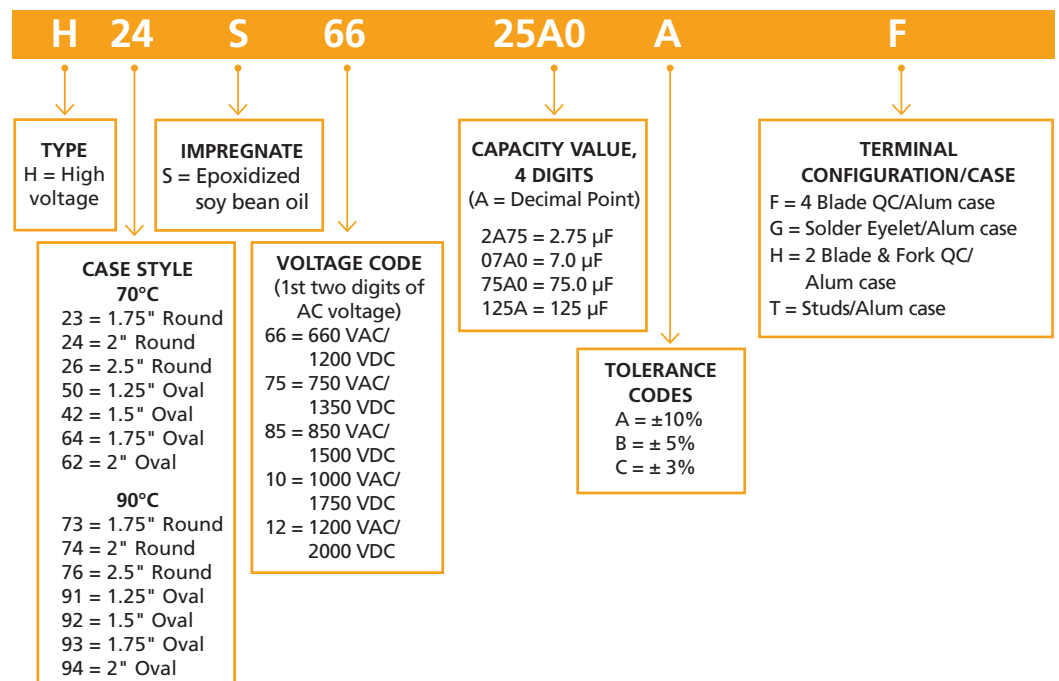 H 24 S 66 25A0 A F
TYPE
H = High
voltage
IMPREGNATE
S = Epoxidized
soy bean oil
CASE STYLE
70°C
23 = 1.75" Round
24 = 2" Round
26 = 2.5" Round
50 = 1.25" Oval
42 = 1.5" Oval
64 = 1.75" Oval
62 = 2" Oval
90°C
73 = 1.75" Round
74 = 2" Round
76 = 2.5" Round
91 = 1.25" Oval
92 = 1.5" Oval
93 = 1.75" Oval
94 = 2" Oval
VOLTAGE CODE
(1st two digits of
AC voltage)
66 = 660 VAC/
1200 VDC
75 = 750 VAC/
1350 VDC
85 = 850 VAC/
1500 VDC
10 = 1000 VAC/
1750 VDC
12 = 1200 VAC/
2000 VDC
CAPACITY VALUE,
4 DIGITS
(A = Decimal Point)
2A75 = 2.75 µF
07A0 = 7.0 µF
75A0 = 75.0 µF
125A = 125 µF
TOLERANCE
CODES
A = ±10%
B = ± 5%
C = ± 3%
TERMINAL
CONFIGURATION/CASE
F = 4 Blade QC/Alum case
G = Solder Eyelet/Alum case
H = 2 Blade & Fork QC/
Alum case
T = Studs/Alum case